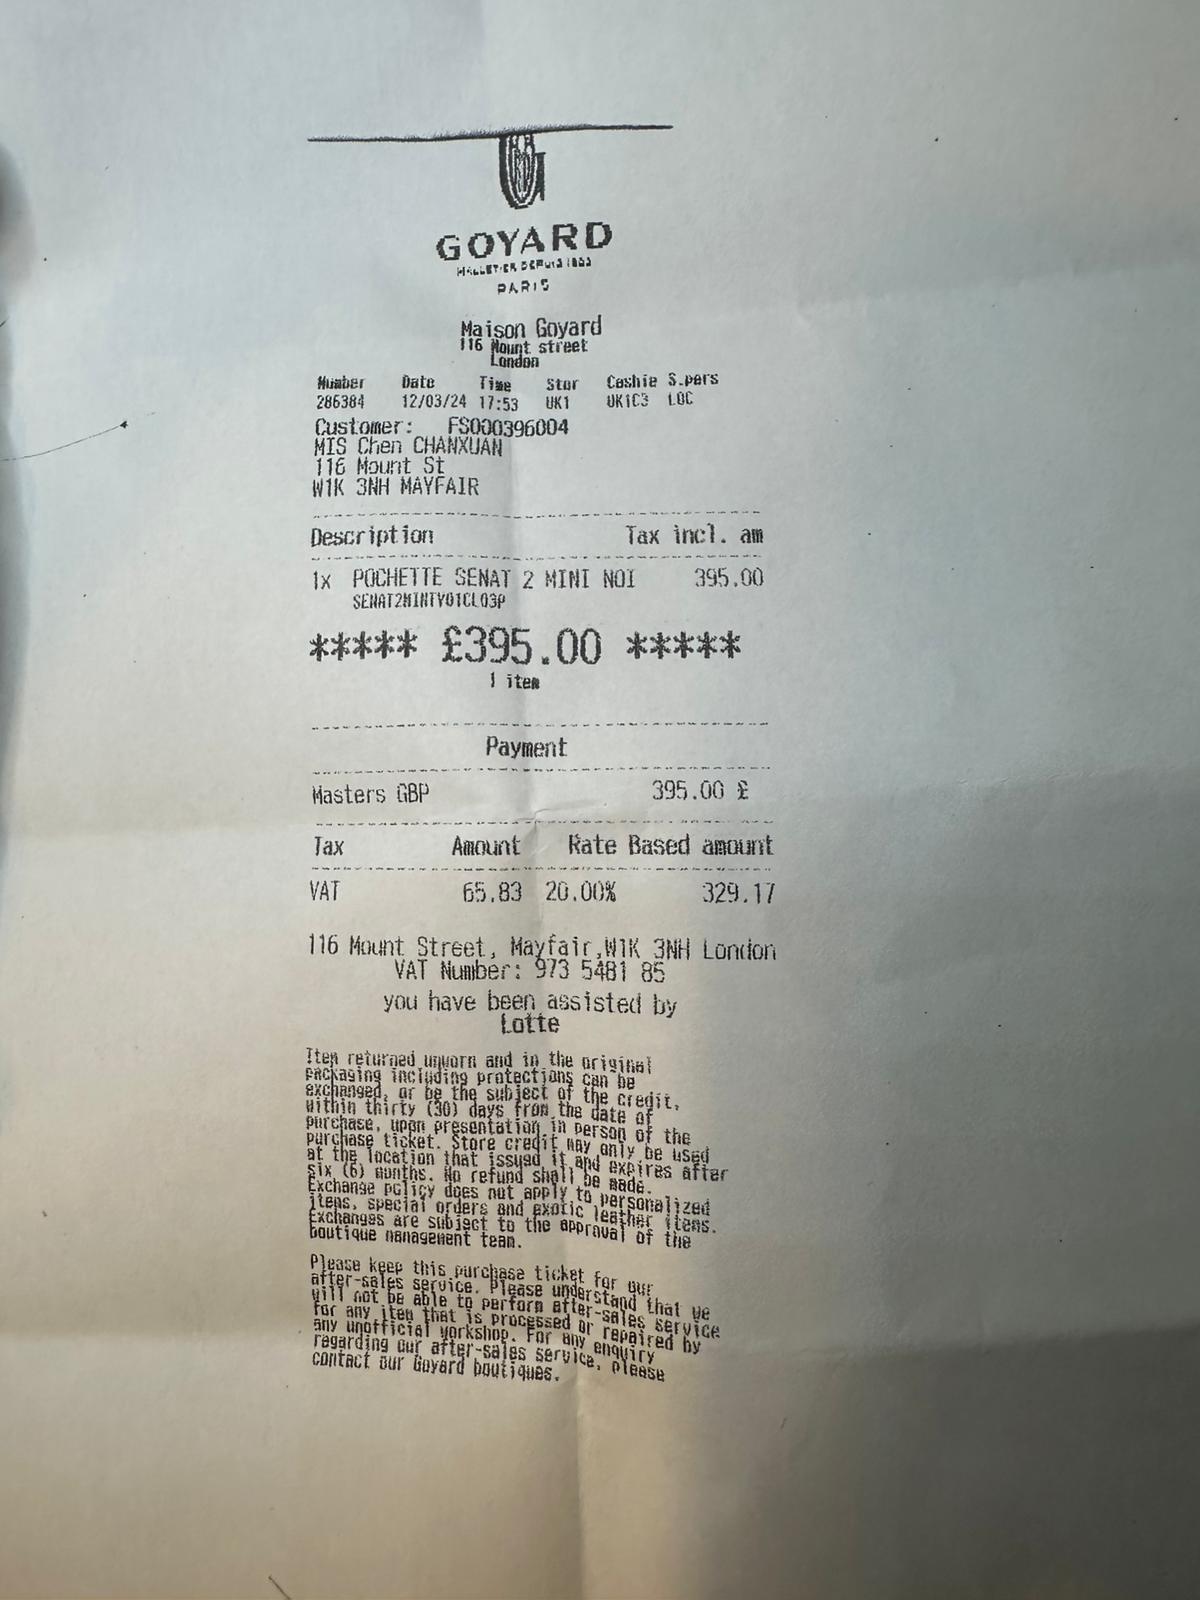 GOYARD
MALLETIER DEPUIS 1853
PARIS
Maison Goyard
116 Mount street
London
Number Date Time Stor Cashie S.pers
286384 12/03/24 17:53 UK1 UK1C3 LOC
Customer: FS000396004
MIS Chen CHANXUAN
116 Mount St
W1K 3NH MAYFAIR
Description Tax incl. am
1x POCHETTE SENAT 2 MINI NOI 395.00
SENAT2MINTY01CL03P
***** £395.00 *****
1 item
Payment
Masters GBP 395.00 £
Tax Amount Rate Based amount
VAT 65.83 20.00% 329.17
116 Mount Street, Mayfair,W1K 3NH London
VAT Number: 973 5481 85
you have been assisted by
Lotte
Item returned unworn and in the original
packaging including protections can be
exchanged, or be the subject of the credit,
within thirty (30) days from the date of
purchase, upon presentation in person of the
purchase ticket. Store credit may only be used
at the location that issued it and expires after
six (6) months. No refund shall be made.
Exchange policy does not apply to personalized
items, special orders and exotic leather items.
Exchanges are subject to the approval of the
boutique management team.
Please keep this purchase ticket for our
after-sales service. Please understand that we
will not be able to perform after-sales service
for any item that is processed or repaired by
any unofficial workshop. For any enquiry
regarding our after-sales service, please
contact our Goyard boutiques.